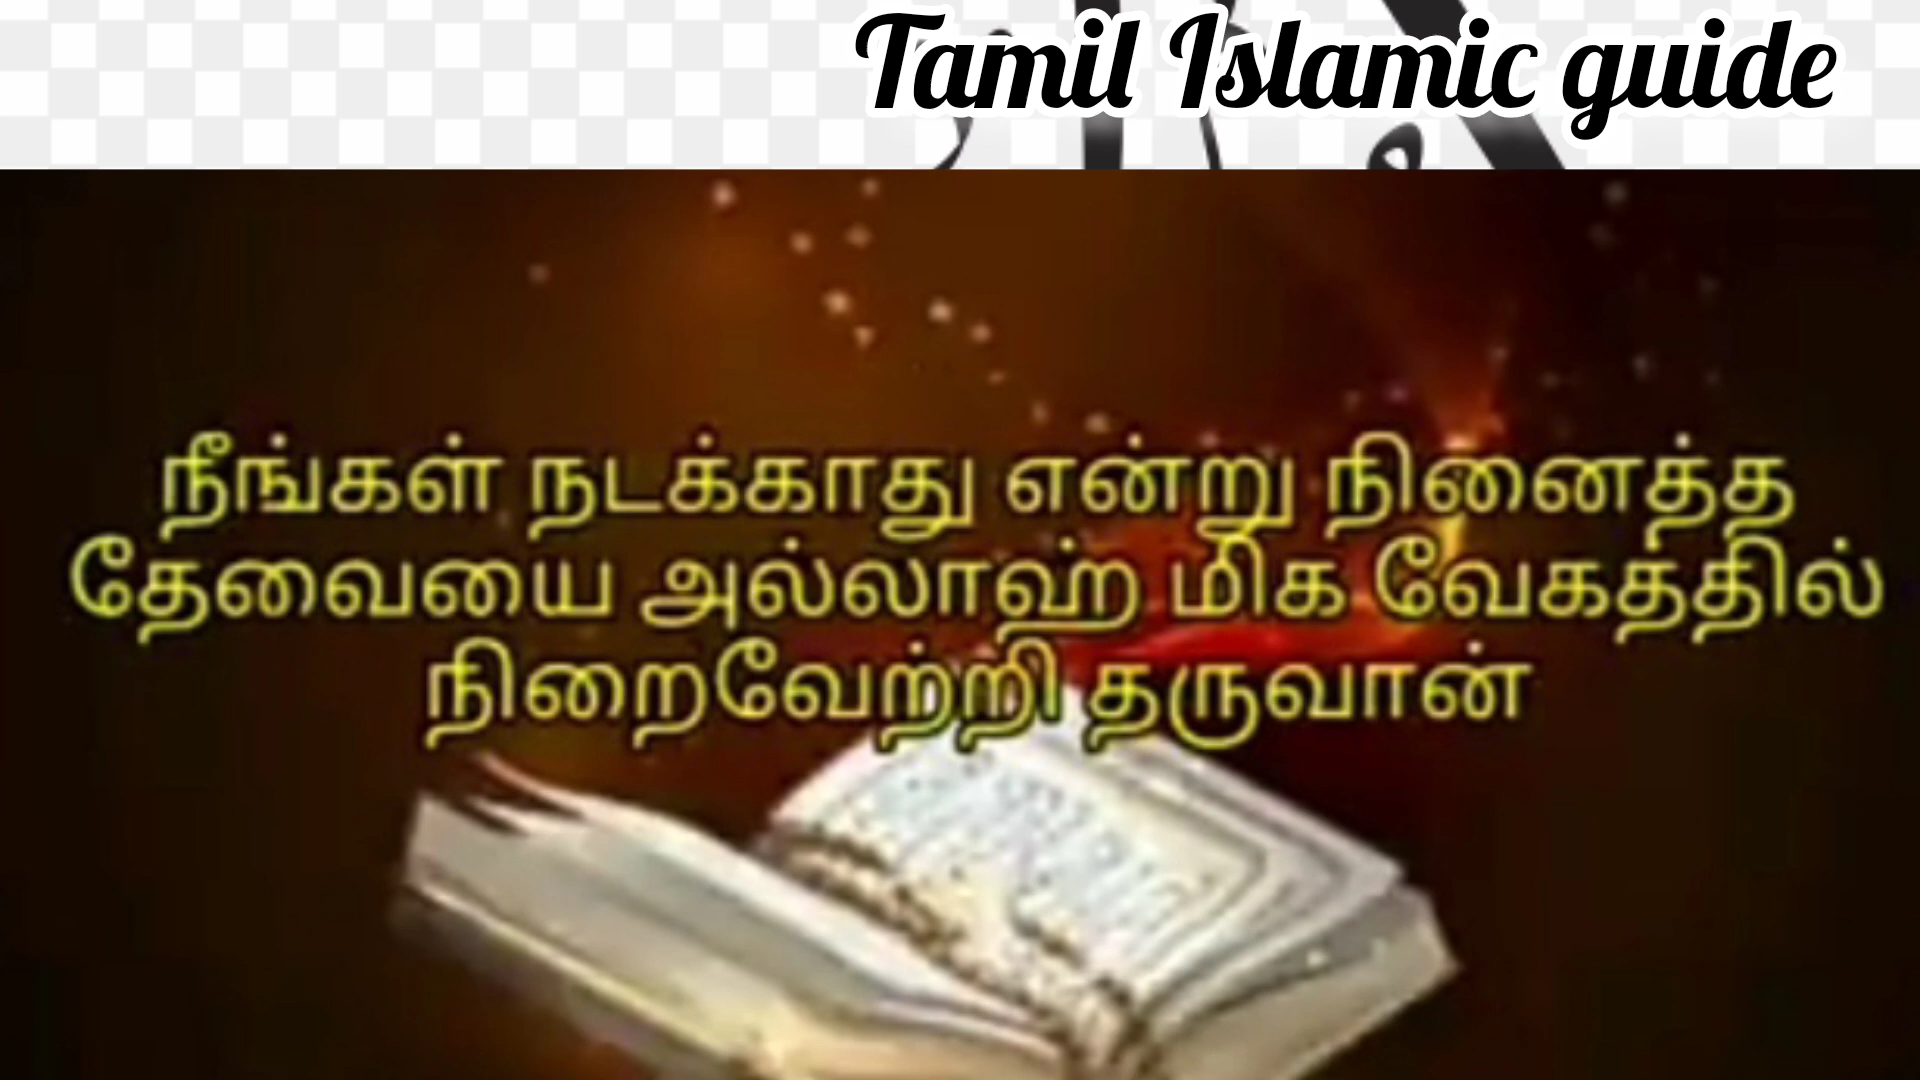 Tamil Islamic guide
நீங்கள் நடக்காது என்று நினைத்த
தேவையை அல்லாஹ் மிக வேகத்தில்
நிறைவேற்றி தருவான்